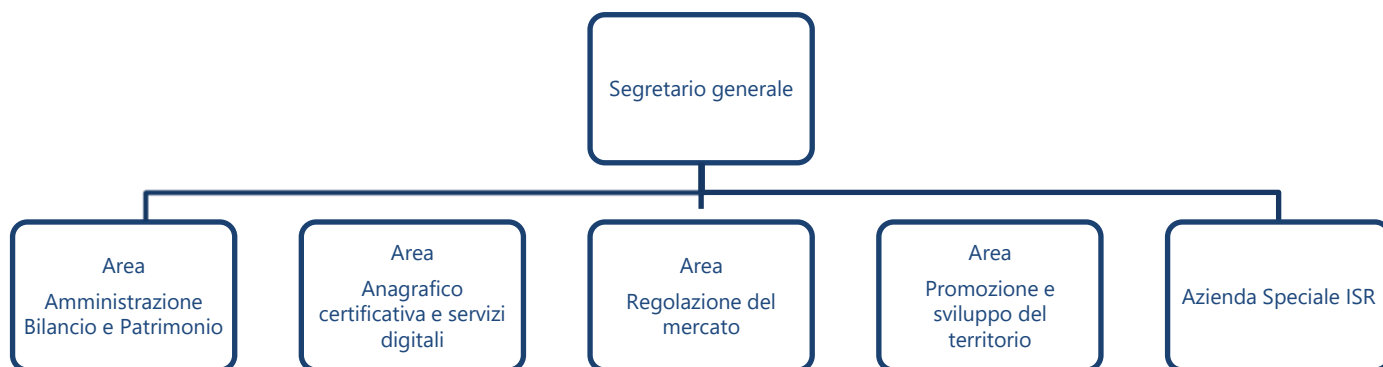 Segretario generale
Area
Amministrazione
Bilancio e Patrimonio
Area
Anagrafico
certificativa e servizi
digitali
Area
Regolazione del
mercato
Area
Promozione e
sviluppo del
territorio
Azienda Speciale ISR